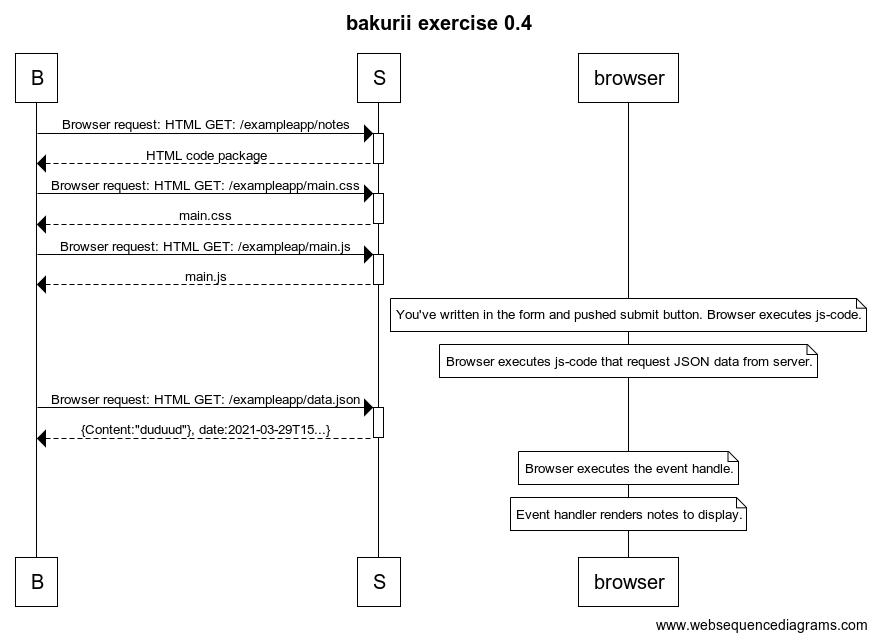 bakurii exercise 0.4
B
S
browser
Browser request: HTML GET: /exampleapp/notes
HTML code package
Browser request: HTML GET: /exampleapp/main.css
main.css
Browser request: HTML GET: /exampleap/main.js
main.js
You've written in the form and pushed submit button. Browser executes js-code.
Browser executes js-code that request JSON data from server.
Browser request: HTML GET: /exampleapp/data.json
{Content:"duduud"}, date:2021-03-29T15...}
Browser executes the event handle.
Event handler renders notes to display.
B
S
browser
www.websequencediagrams.com